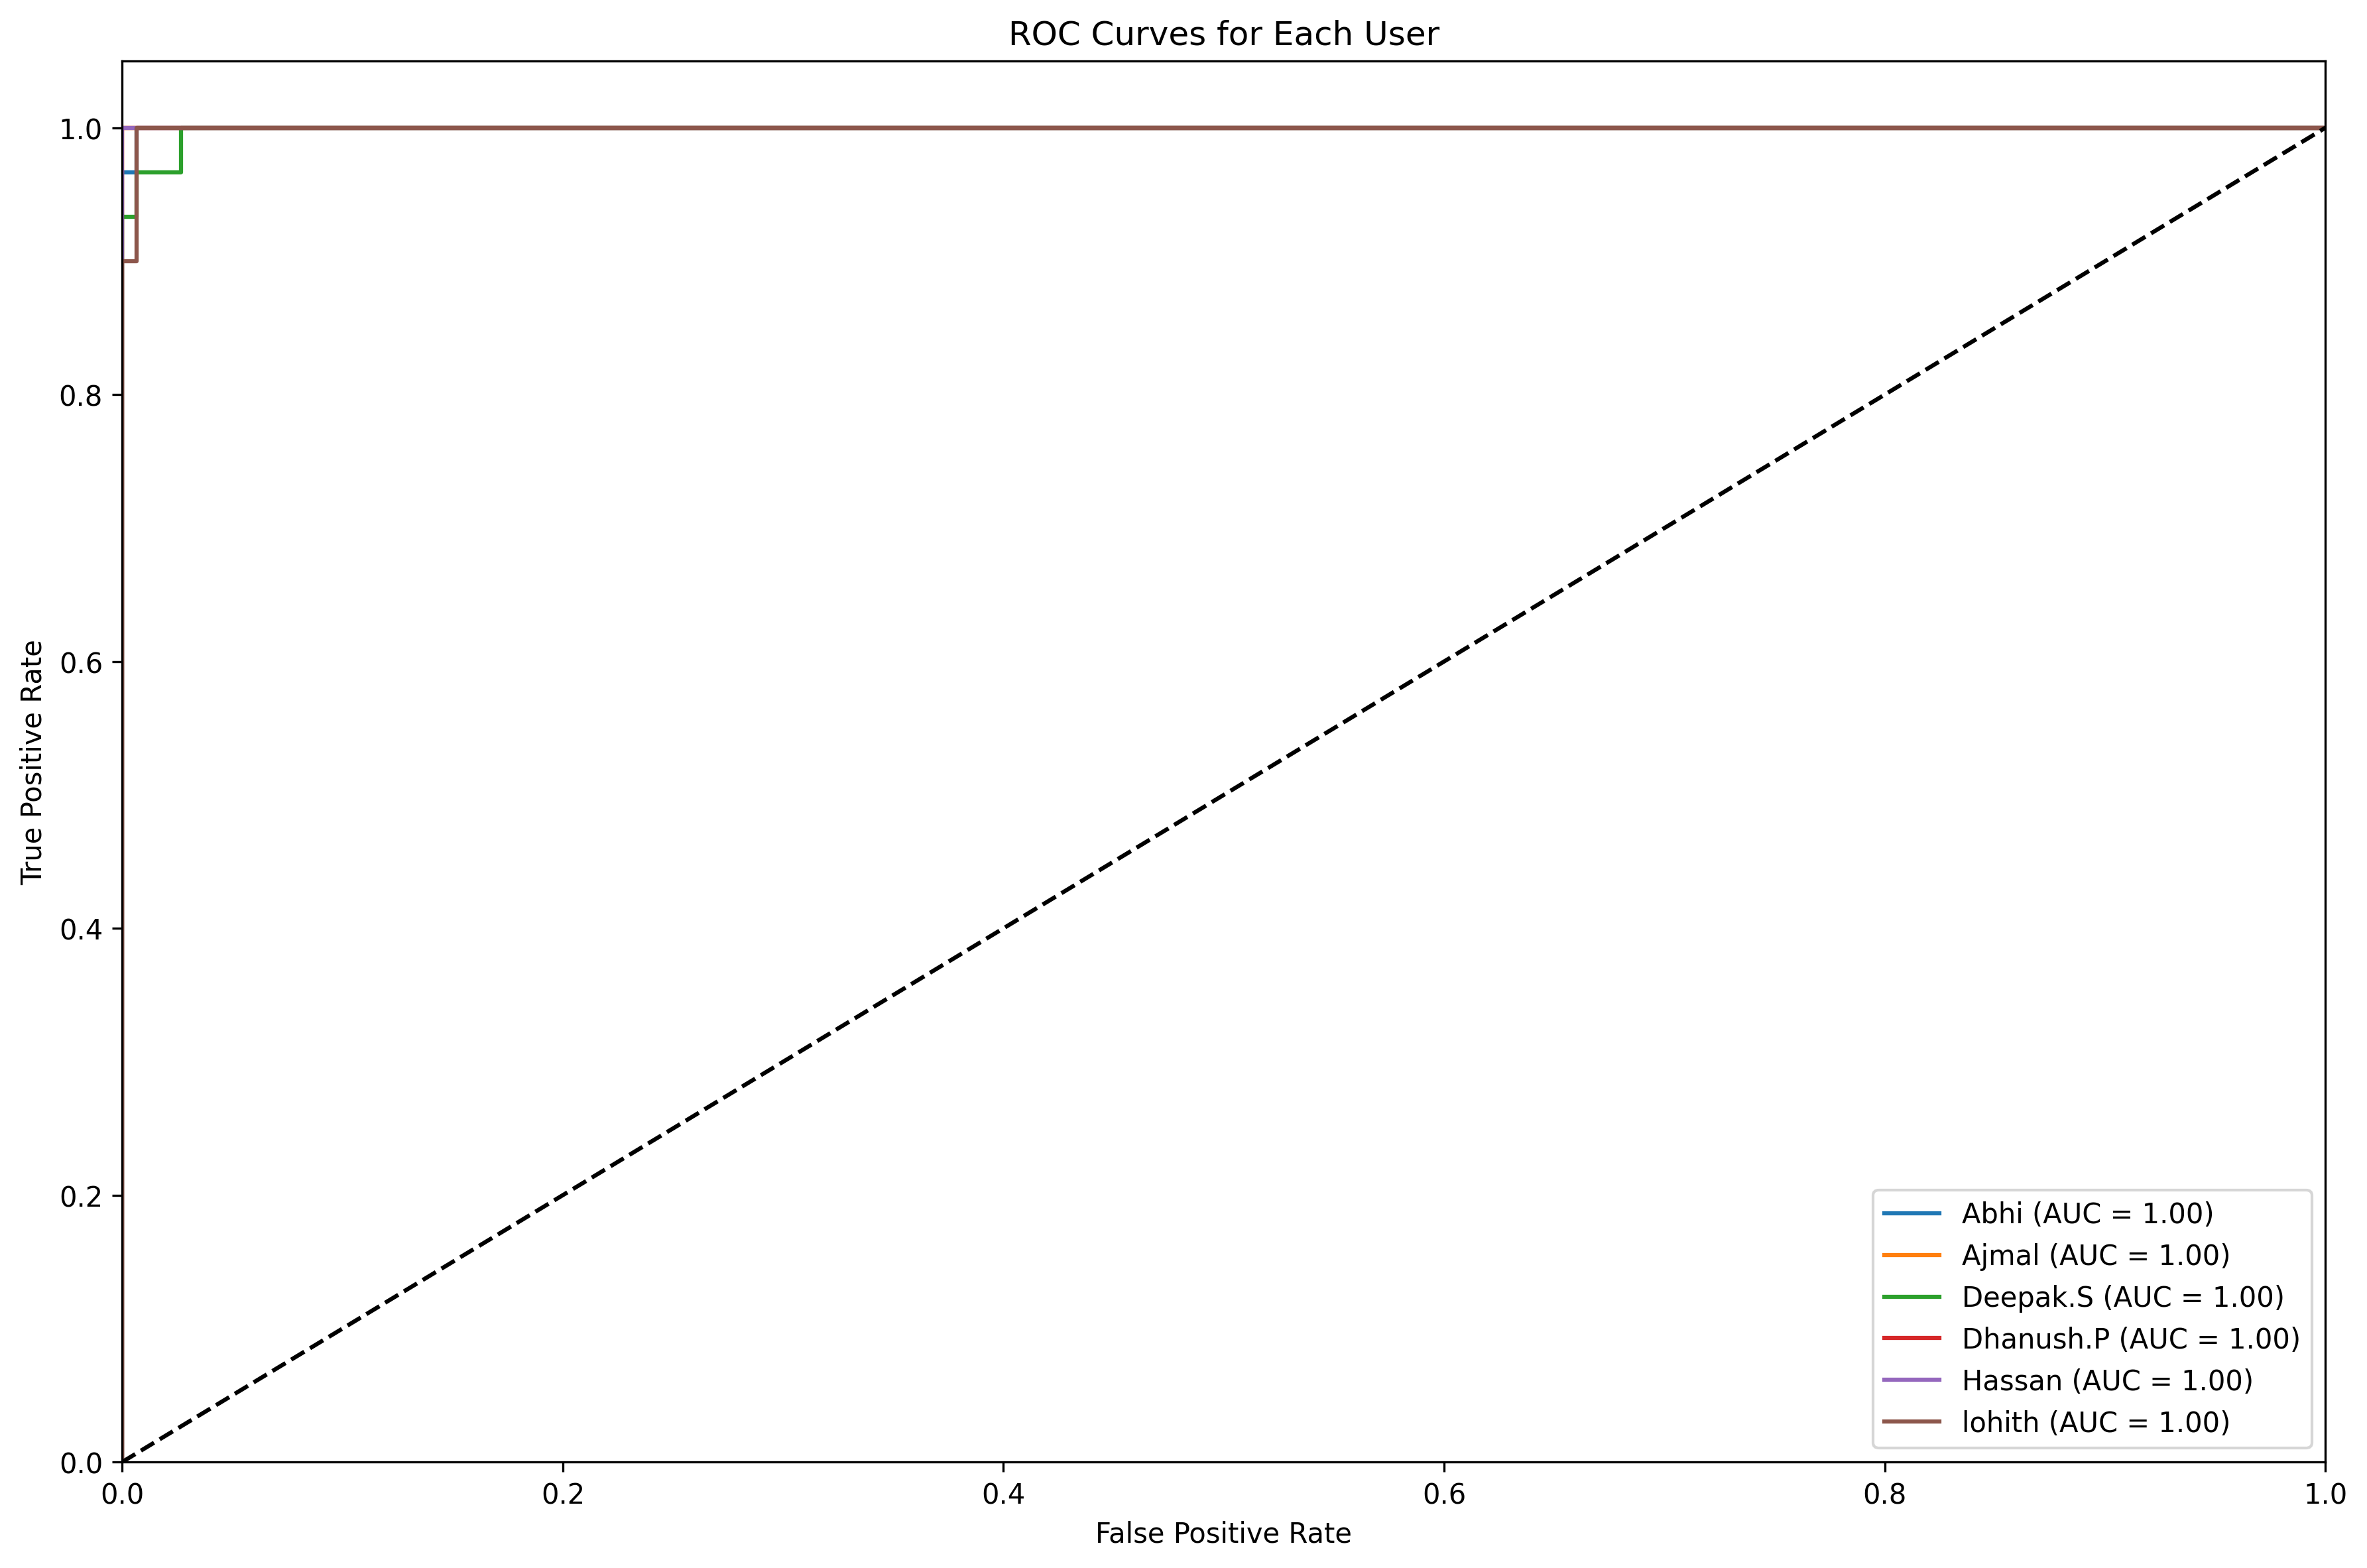 ROC Curves for Each User
True Positive Rate
1.0
0.8
0.6
0.4
0.2
0.0
0.0 0.2 0.4 0.6 0.8 1.0
False Positive Rate
Abhi (AUC = 1.00)
Ajmal (AUC = 1.00)
Deepak.S (AUC = 1.00)
Dhanush.P (AUC = 1.00)
Hassan (AUC = 1.00)
lohith (AUC = 1.00)